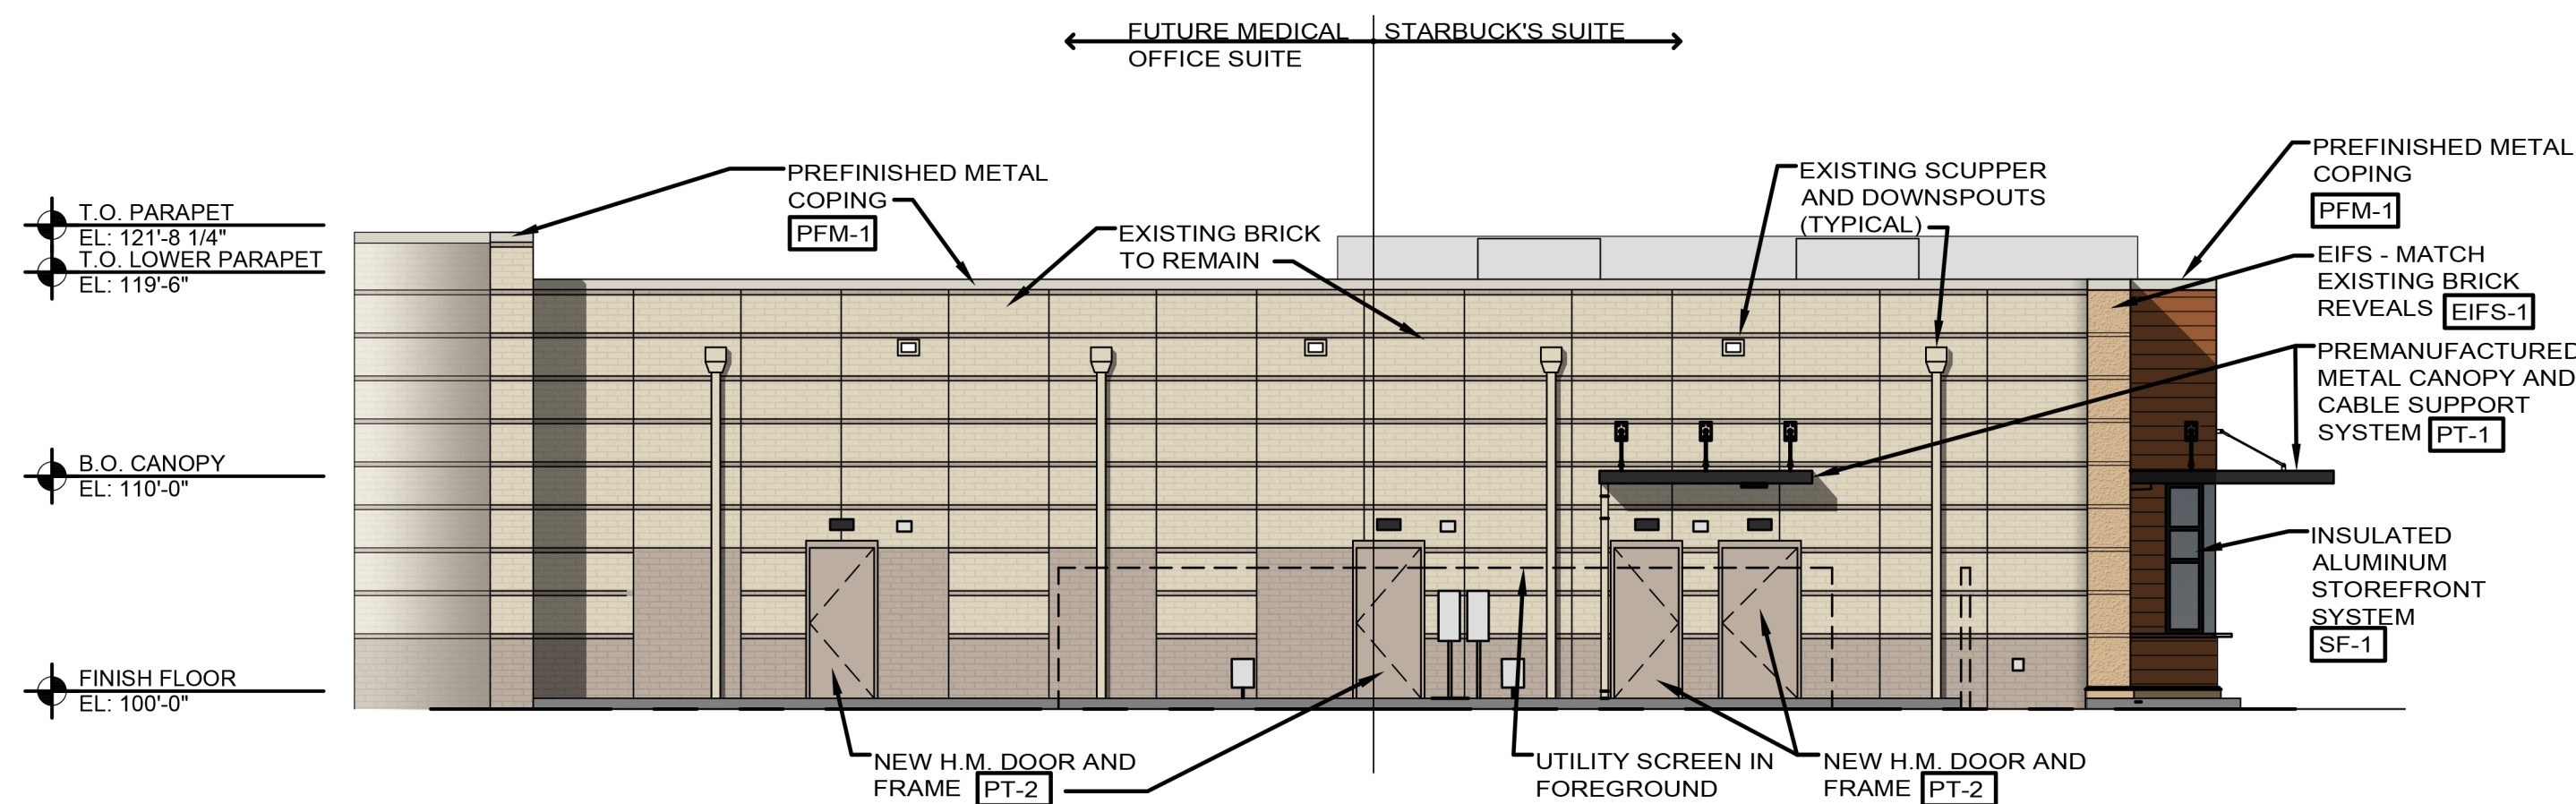 FUTURE MEDICAL
OFFICE SUITE
STARBUCK'S SUITE
T.O. PARAPET
EL: 121'-8 1/4"
T.O. LOWER PARAPET
EL: 119'-6"
B.O. CANOPY
EL: 110'-0"
FINISH FLOOR
EL: 100'-0"
PREFINISHED METAL
COPING
PFM-1
EXISTING BRICK
TO REMAIN
EXISTING SCUPPER
AND DOWNSPOUTS
(TYPICAL)
PREFINISHED METAL
COPING
PFM-1
EIFS - MATCH
EXISTING BRICK
REVEALS EIFS-1
PREMANUFACTURED
METAL CANOPY AND
CABLE SUPPORT
SYSTEM PT-1
INSULATED
ALUMINUM
STOREFRONT
SYSTEM
SF-1
NEW H.M. DOOR AND
FRAME PT-2
UTILITY SCREEN IN
FOREGROUND
NEW H.M. DOOR AND
FRAME PT-2